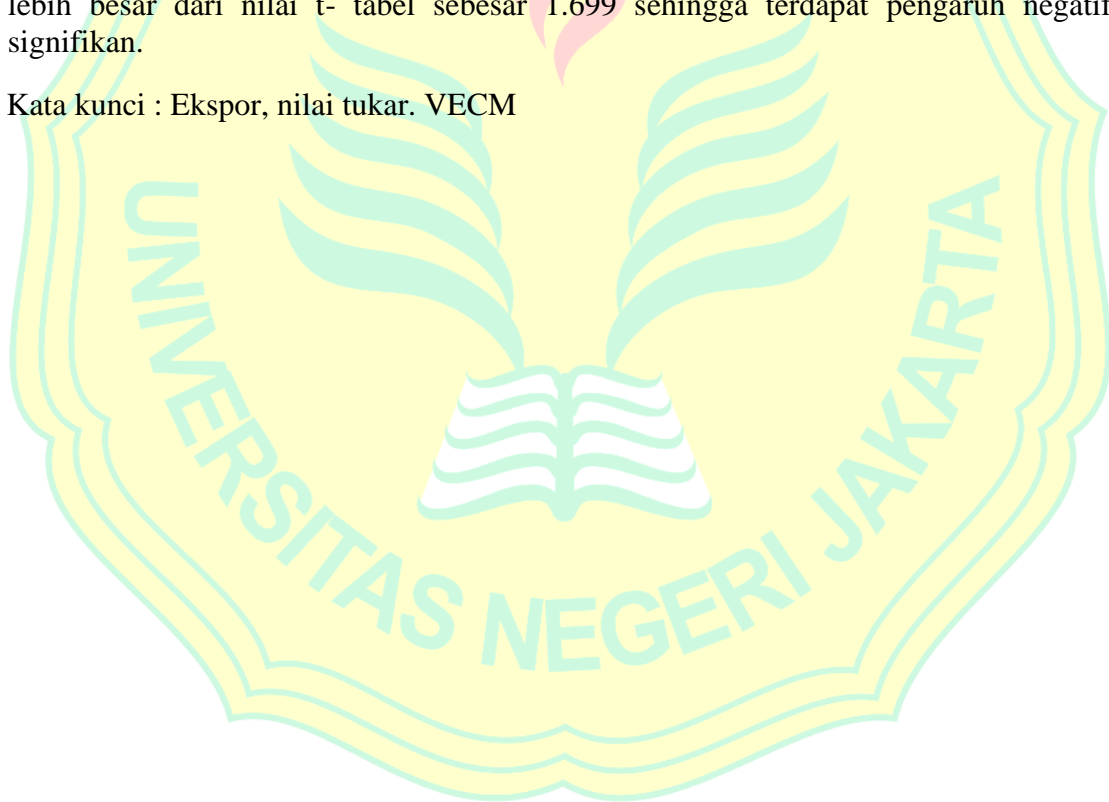 lebih besar dari nilai t- tabel sebesar 1.699 sehingga terdapat pengaruh negatif
signifikan.
Kata kunci : Ekspor, nilai tukar. VECM
UNIVERSITAS NEGERI JAKARTA